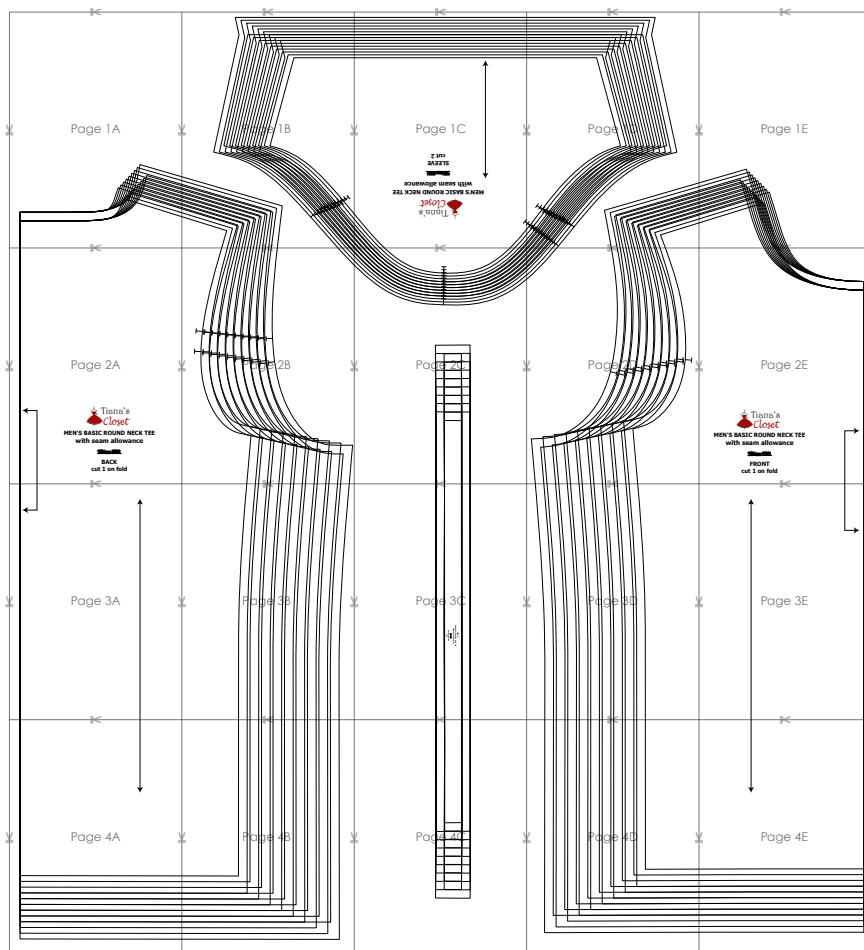 Page 1A
Page 1B
Page 1C
Page 1D
Page 1E
cut 2
SLEEVE
with seam allowance
MEN'S BASIC ROUND NECK TEE
Tiana's
Closet
Page 2A
Page 2B
Page 2C
Page 2D
Page 2E
Tiana's
Closet
MEN'S BASIC ROUND NECK TEE
with seam allowance
BACK
cut 1 on fold
Tiana's
Closet
MEN'S BASIC ROUND NECK TEE
with seam allowance
FRONT
cut 1 on fold
Page 3A
Page 3B
Page 3C
Page 3D
Page 3E
Page 4A
Page 4B
Page 4C
Page 4D
Page 4E